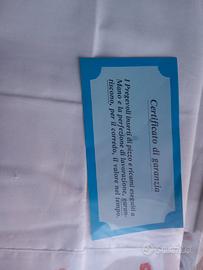 Certificato di garanzia
I Pregevoli inserti di pizzo e ricami eseguiti a
Mano e la perfezione di lavorazione, garan-
tiscono, per il corredo, il valore nel tempo.